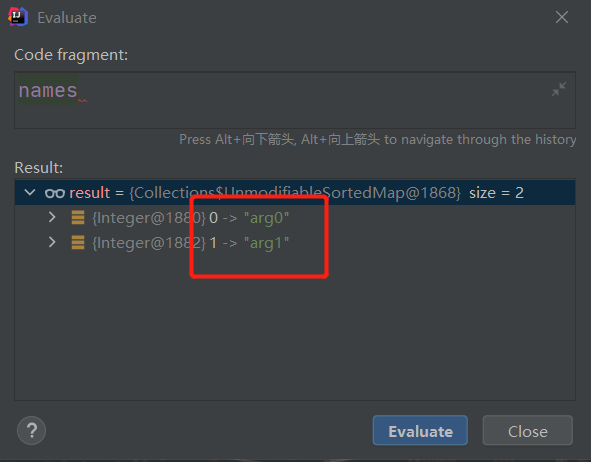 Evaluate
Code fragment:
names
Press Alt+向下箭头, Alt+向上箭头 to navigate through the history
Result:
result = {Collections$UnmodifiableSortedMap@1868} size = 2
{Integer@1880} 0 -> "arg0"
{Integer@1882} 1 -> "arg1"
?
Evaluate
Close